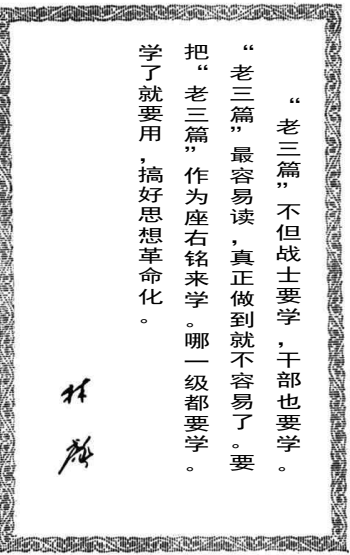 “老三篇”不但战士要学,干部也要学。
“老三篇”最容易读,真正做到就不容易了。要
把“老三篇”作为座右铭来学。哪一级都要学。
学了就要用,搞好思想革命化。
林彪